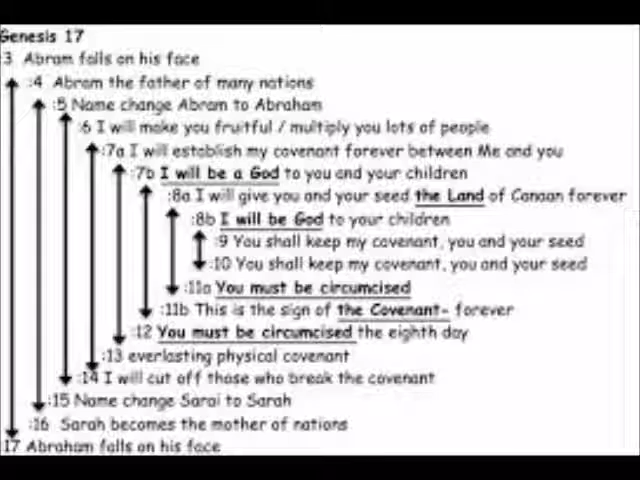 Genesis 17
:3 Abram falls on his face
:4 Abram the father of many nations
:5 Name change Abram to Abraham
:6 I will make you fruitful / multiply you lots of people
:7a I will establish my covenant forever between Me and you
:7b I will be a God to you and your children
:8a I will give you and your seed the Land of Canaan forever
:8b I will be God to your children
:9 You shall keep my covenant, you and your seed
:10 You shall keep my covenant, you and your seed
:11a You must be circumcised
:11b This is the sign of the Covenant- forever
:12 You must be circumcised the eighth day
:13 everlasting physical covenant
:14 I will cut off those who break the covenant
:15 Name change Sarai to Sarah
:16 Sarah becomes the mother of nations
:17 Abraham falls on his face